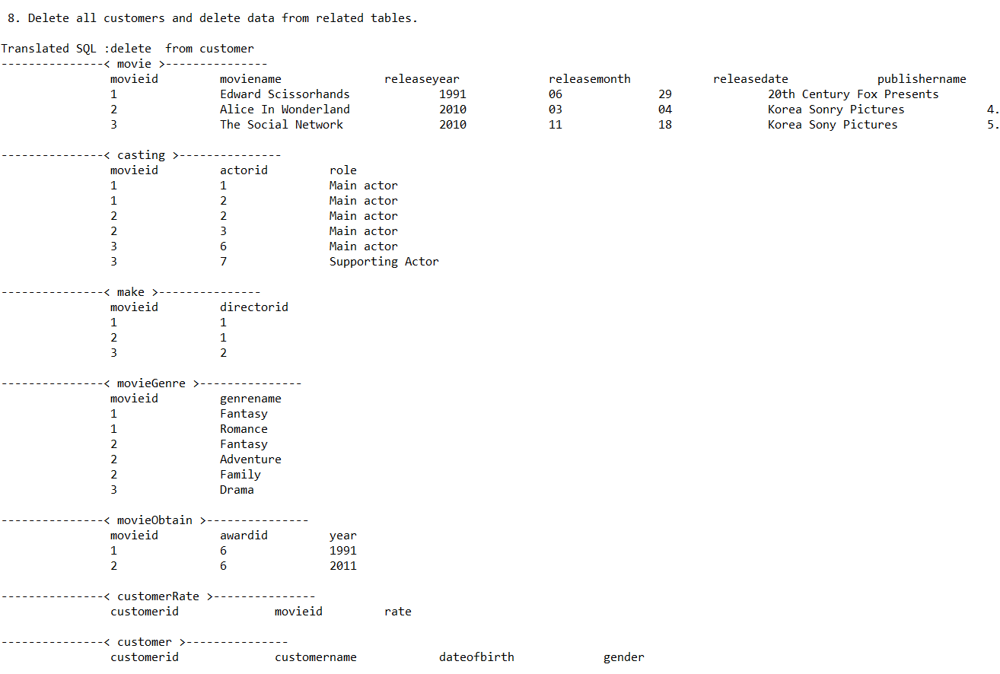 8. Delete all customers and delete data from related tables.
Translated SQL :delete  from customer
---------------< movie >---------------
movieid moviename releaseyear releasemonth releasedate publishername
1 Edward Scissorhands 1991 06 29 20th Century Fox Presents
2 Alice In Wonderland 2010 03 04 Korea Sonry Pictures 4.
3 The Social Network 2010 11 18 Korea Sony Pictures 5.
---------------< casting >---------------
movieid actorid role
1 1 Main actor
1 2 Main actor
2 2 Main actor
2 3 Main actor
3 6 Main actor
3 7 Supporting Actor
---------------< make >---------------
movieid directorid
1 1
2 1
3 2
---------------< movieGenre >---------------
movieid genrename
1 Fantasy
1 Romance
2 Fantasy
2 Adventure
2 Family
3 Drama
---------------< movieObtain >---------------
movieid awardid year
1 6 1991
2 6 2011
---------------< customerRate >---------------
customerid movieid rate
---------------< customer >---------------
customerid customername dateofbirth gender